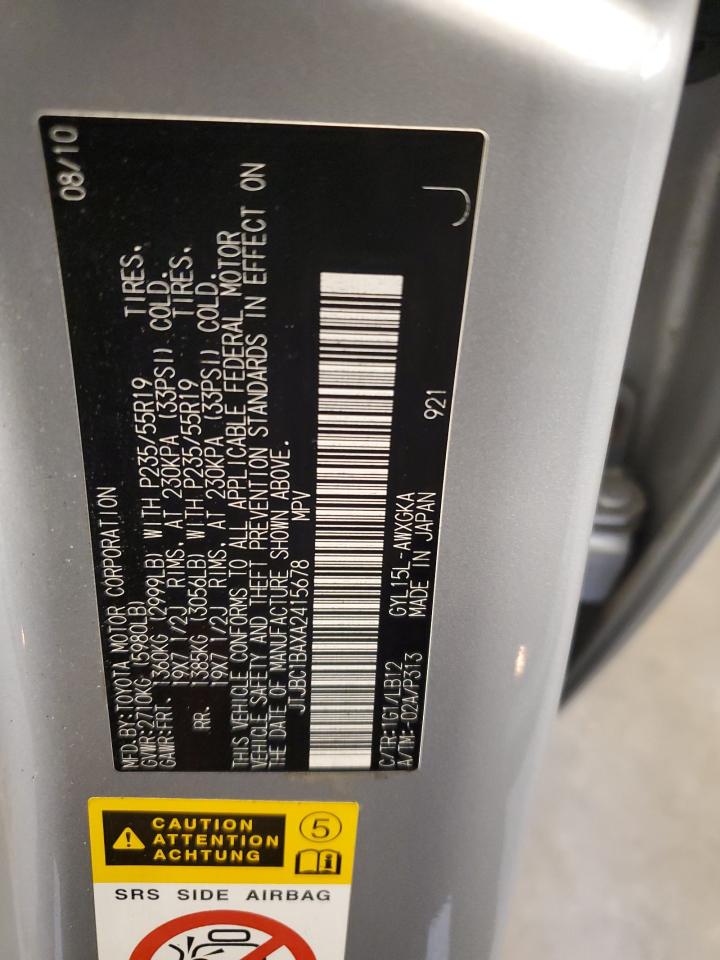 MFD.BY:TOYOTA MOTOR CORPORATION 08/10
GVWR:2710KG (5980LB)
GAWR:FRT. 1360KG (2999LB) WITH P235/55R19 TIRES.
19X7 1/2J RIMS. AT 230KPA (33PSI) COLD.
RR. 1385KG (3056LB) WITH P235/55R19 TIRES.
19X7 1/2J RIMS. AT 230KPA (33PSI) COLD.
THIS VEHICLE CONFORMS TO ALL APPLICABLE FEDERAL MOTOR
VEHICLE SAFETY AND THEFT PREVENTION STANDARDS IN EFFECT ON
THE DATE OF MANUFACTURE SHOWN ABOVE.
JTJBC1BAXA2415678 MPV
C/TR:1G1/LB12 GYL15L-AWXGKA 921
A/TM:-02A/P313 MADE IN JAPAN
J
CAUTION
ATTENTION
ACHTUNG
5
SRS SIDE AIRBAG